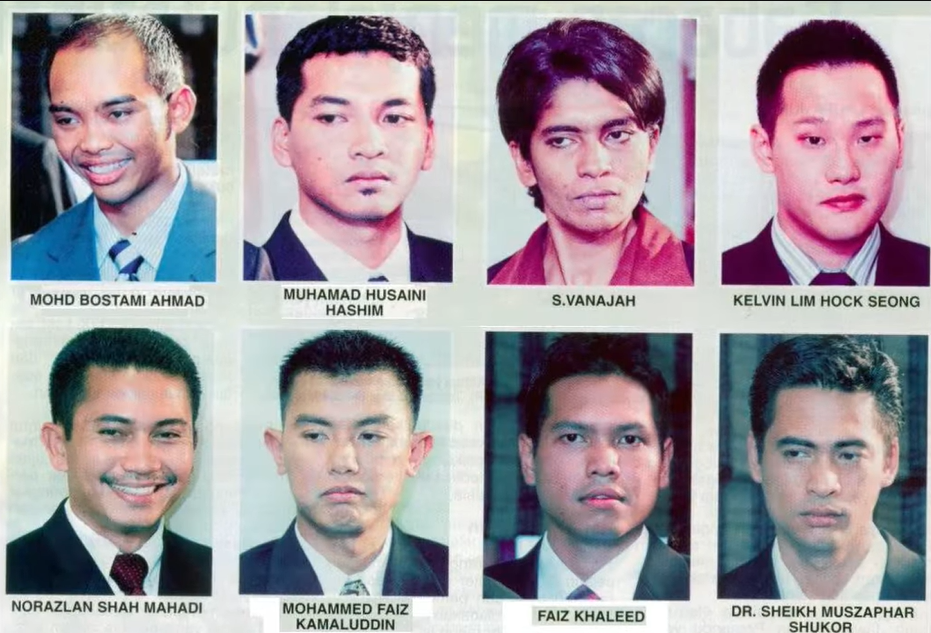 MOHD BOSTAMI AHMAD
MUHAMAD HUSAINI
HASHIM
S.VANAJAH
KELVIN LIM HOCK SEONG
NORAZLAN SHAH MAHADI
MOHAMMED FAIZ
KAMALUDDIN
FAIZ KHALEED
DR. SHEIKH MUSZAPHAR
SHUKOR